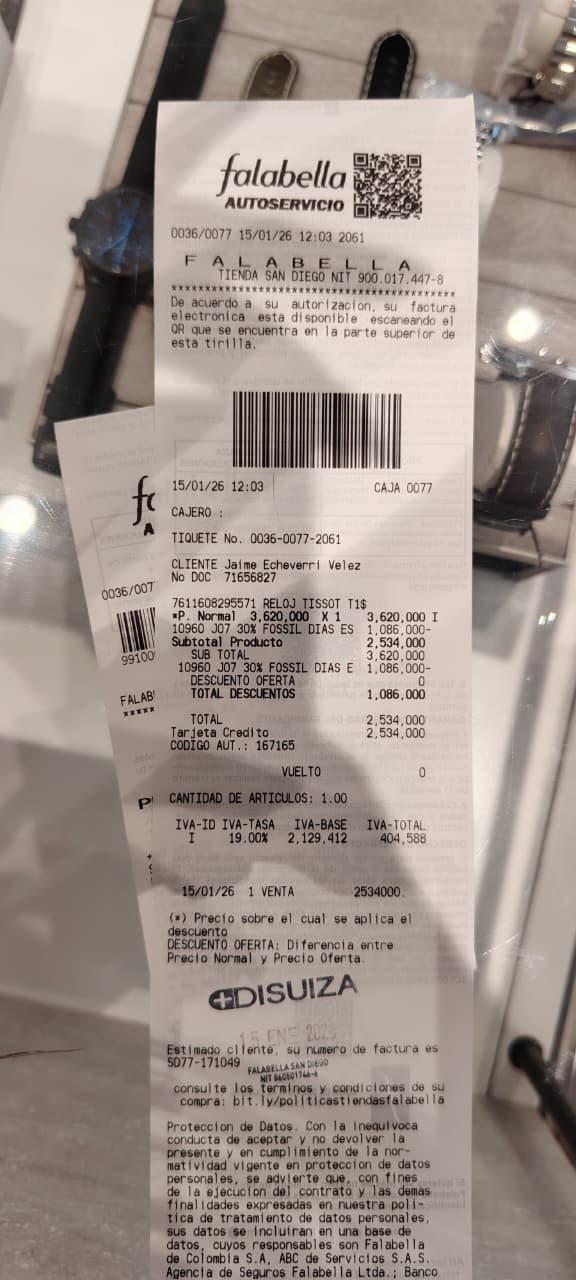 falabella
AUTOSERVICIO
0036/0077 15/01/26 12:03 2061
F A L A B E L L A
TIENDA SAN DIEGO NIT 900.017.447-8
********************************************
De acuerdo a su autorizacion, su factura
electronica esta disponible escaneando el
QR que se encuentra en la parte superior de
esta tirilla.
15/01/26 12:03 CAJA 0077
CAJERO :
TIQUETE No. 0036-0077-2061
CLIENTE Jaime Echeverri Velez
No DOC 71656827
7611608295571 RELOJ TISSOT T1$
*P. Normal 3,620,000 X 1 3,620,000 I
10960 J07 30% FOSSIL DIAS ES 1,086,000-
Subtotal Producto 2,534,000
SUB TOTAL 3,620,000
10960 J07 30% FOSSIL DIAS E 1,086,000-
DESCUENTO OFERTA 0
TOTAL DESCUENTOS 1,086,000
TOTAL 2,534,000
Tarjeta Credito 2,534,000
CODIGO AUT.: 167165
VUELTO 0
CANTIDAD DE ARTICULOS: 1.00
IVA-ID IVA-TASA IVA-BASE IVA-TOTAL
I 19.00% 2,129,412 404,588
15/01/26 1 VENTA 2534000.
(*) Precio sobre el cual se aplica el
descuento
DESCUENTO OFERTA: Diferencia entre
Precio Normal y Precio Oferta.
DISUIZA
15 ENE
Estimado cliente, su numero de factura es
SD77-171049
FALABELLA SAN DIEGO
NIT
consulte los terminos y condiciones de su
compra: bit.ly/politicastiendasfalabella
Proteccion de Datos. Con la inequivoca
conducta de aceptar y no devolver la
presente y en cumplimiento de la nor-
matividad vigente en proteccion de datos
personales, se advierte que, con fines
de la ejecucion del contrato y las demas
finalidades expresadas en nuestra poli-
tica de tratamiento de datos personales,
sus datos se incluiran en una base de
datos, cuyos responsables son Falabella
de Colombia S.A, ABC de Servicios S.A.S.
Agencia de Seguros Falabella Ltda.; Banco
0036/007
99100
FALAB
*****